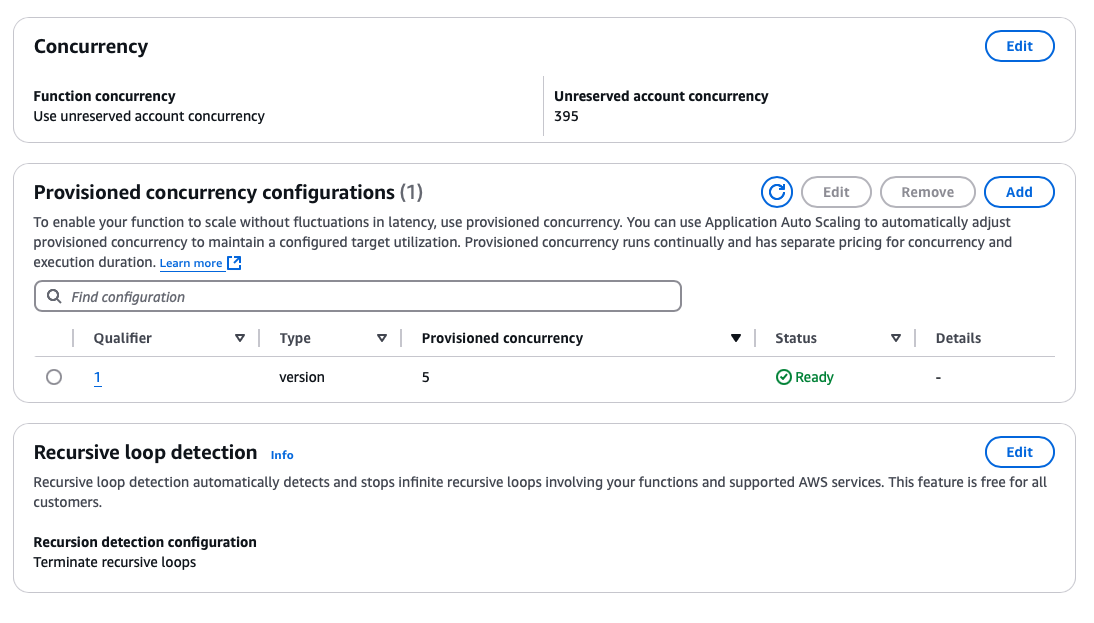 Concurrency
Edit
Function concurrency
Use unreserved account concurrency
Unreserved account concurrency
395
Provisioned concurrency configurations (1)
Edit
Remove
Add
To enable your function to scale without fluctuations in latency, use provisioned concurrency. You can use Application Auto Scaling to automatically adjust
provisioned concurrency to maintain a configured target utilization. Provisioned concurrency runs continually and has separate pricing for concurrency and
execution duration. Learn more
Find configuration
Qualifier Type Provisioned concurrency Status Details
1 version 5 Ready -
Recursive loop detection Info
Edit
Recursive loop detection automatically detects and stops infinite recursive loops involving your functions and supported AWS services. This feature is free for all
customers.
Recursion detection configuration
Terminate recursive loops